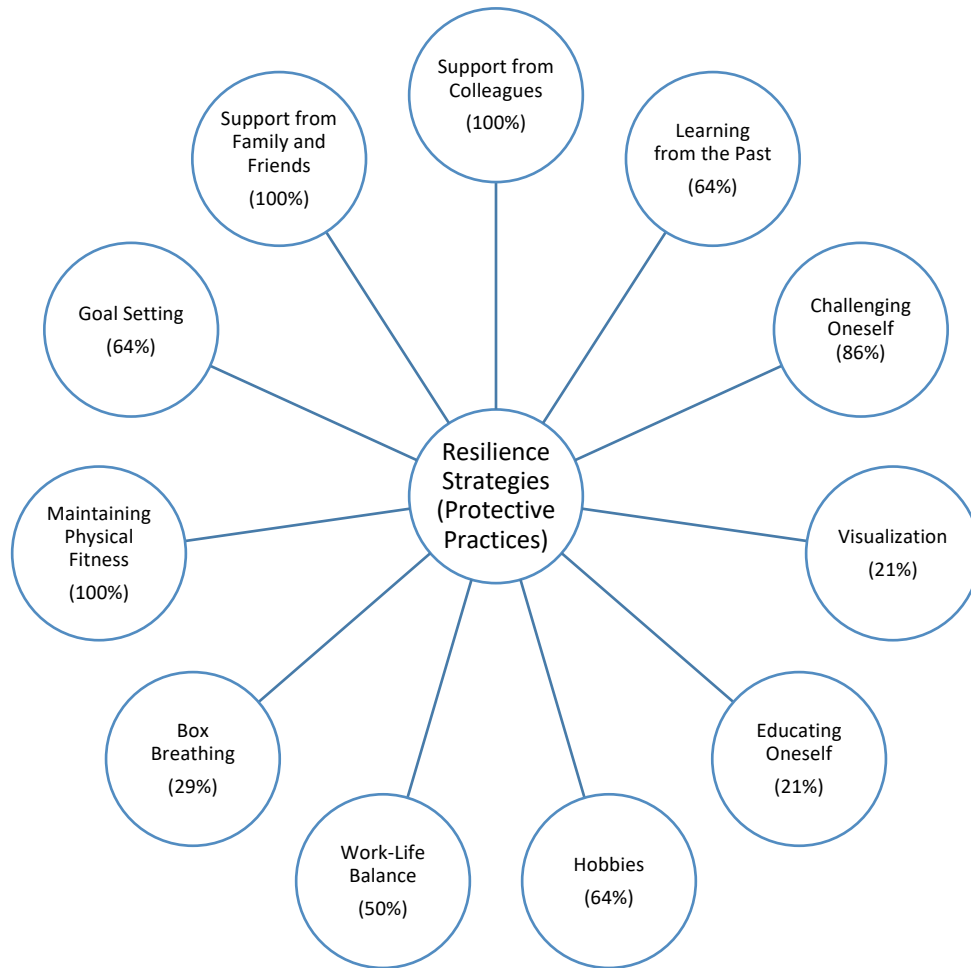 Support from
Colleagues
(100%)
Learning
from the Past
(64%)
Challenging
Oneself
(86%)
Visualization
(21%)
Educating
Oneself
(21%)
Hobbies
(64%)
Work-Life
Balance
(50%)
Box
Breathing
(29%)
Maintaining
Physical
Fitness
(100%)
Goal Setting
(64%)
Support from
Family and
Friends
(100%)
Resilience
Strategies
(Protective
Practices)